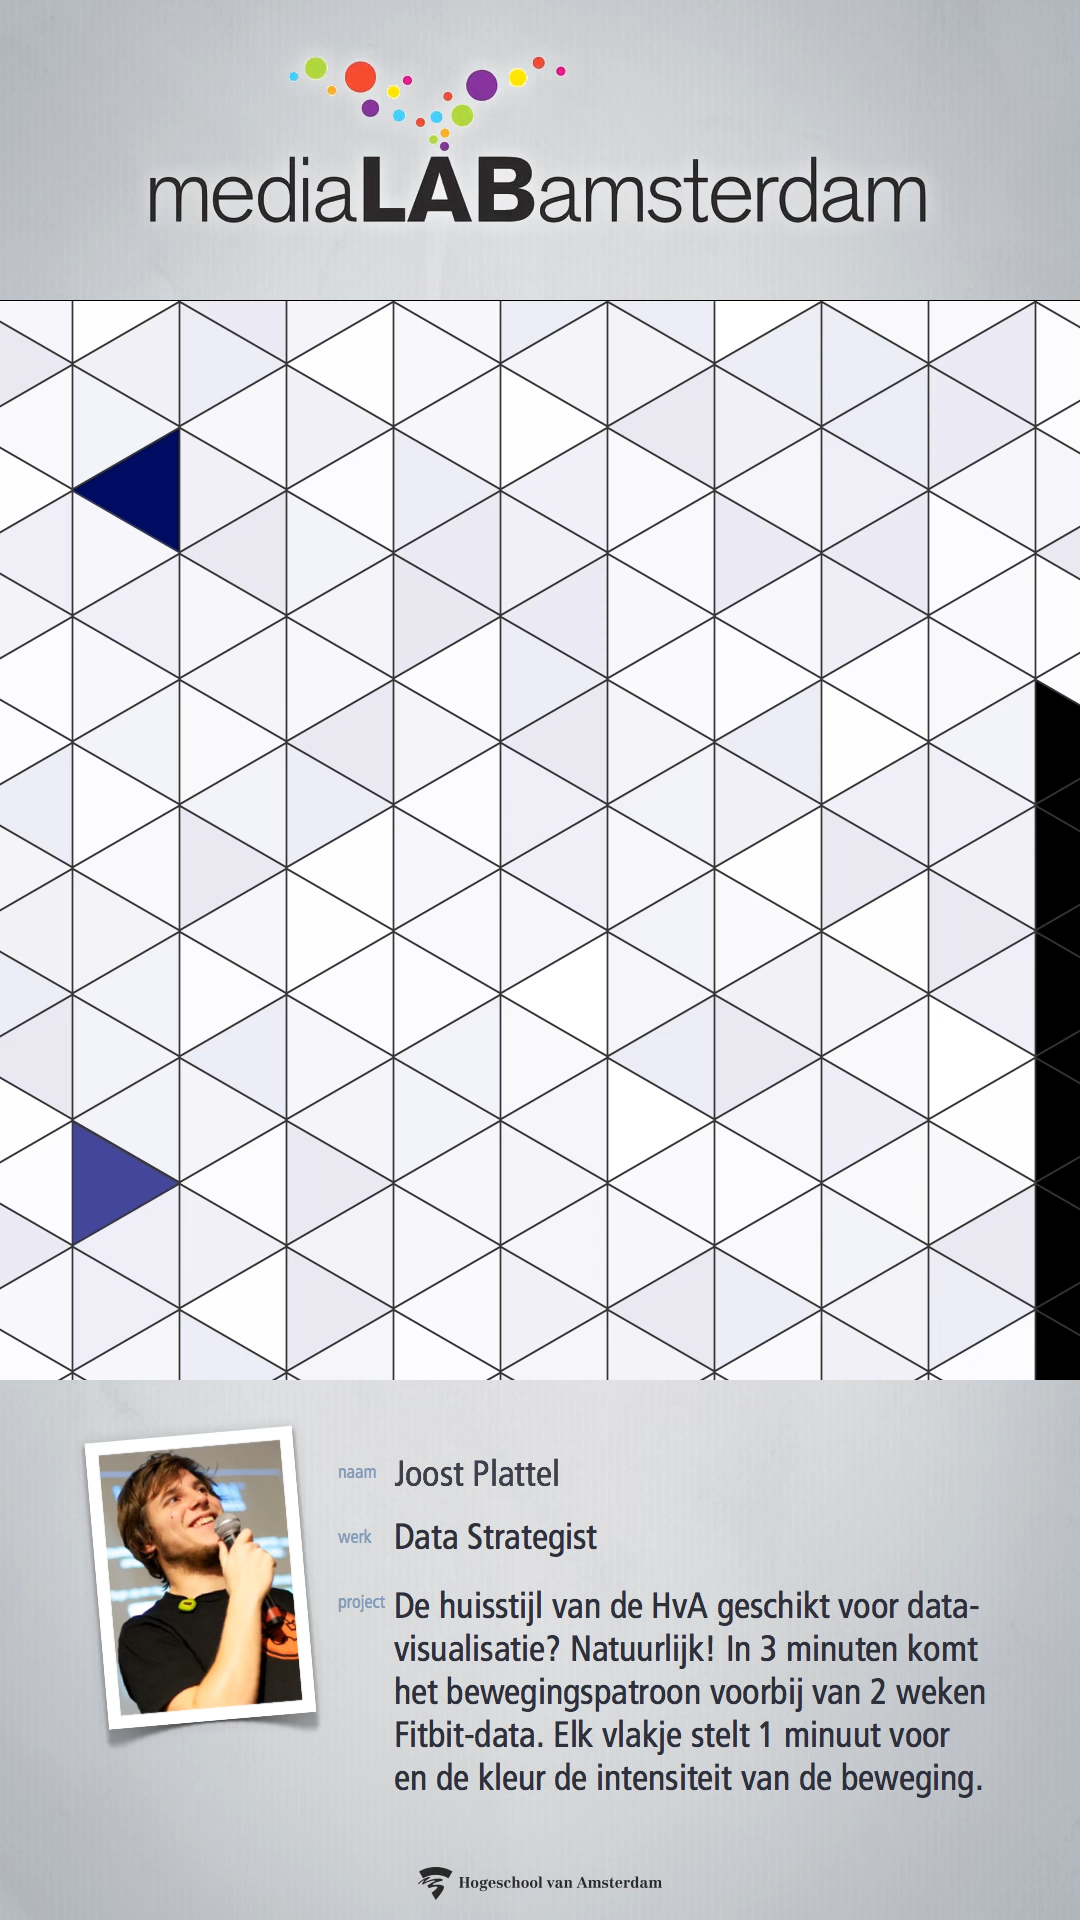 mediaLABamsterdam
naam Joost Plattel
werk Data Strategist
project De huisstijl van de HvA geschikt voor data-
visualisatie? Natuurlijk! In 3 minuten komt
het bewegingspatroon voorbij van 2 weken
Fitbit-data. Elk vlakje stelt 1 minuut voor
en de kleur de intensiteit van de beweging.
Hogeschool van Amsterdam